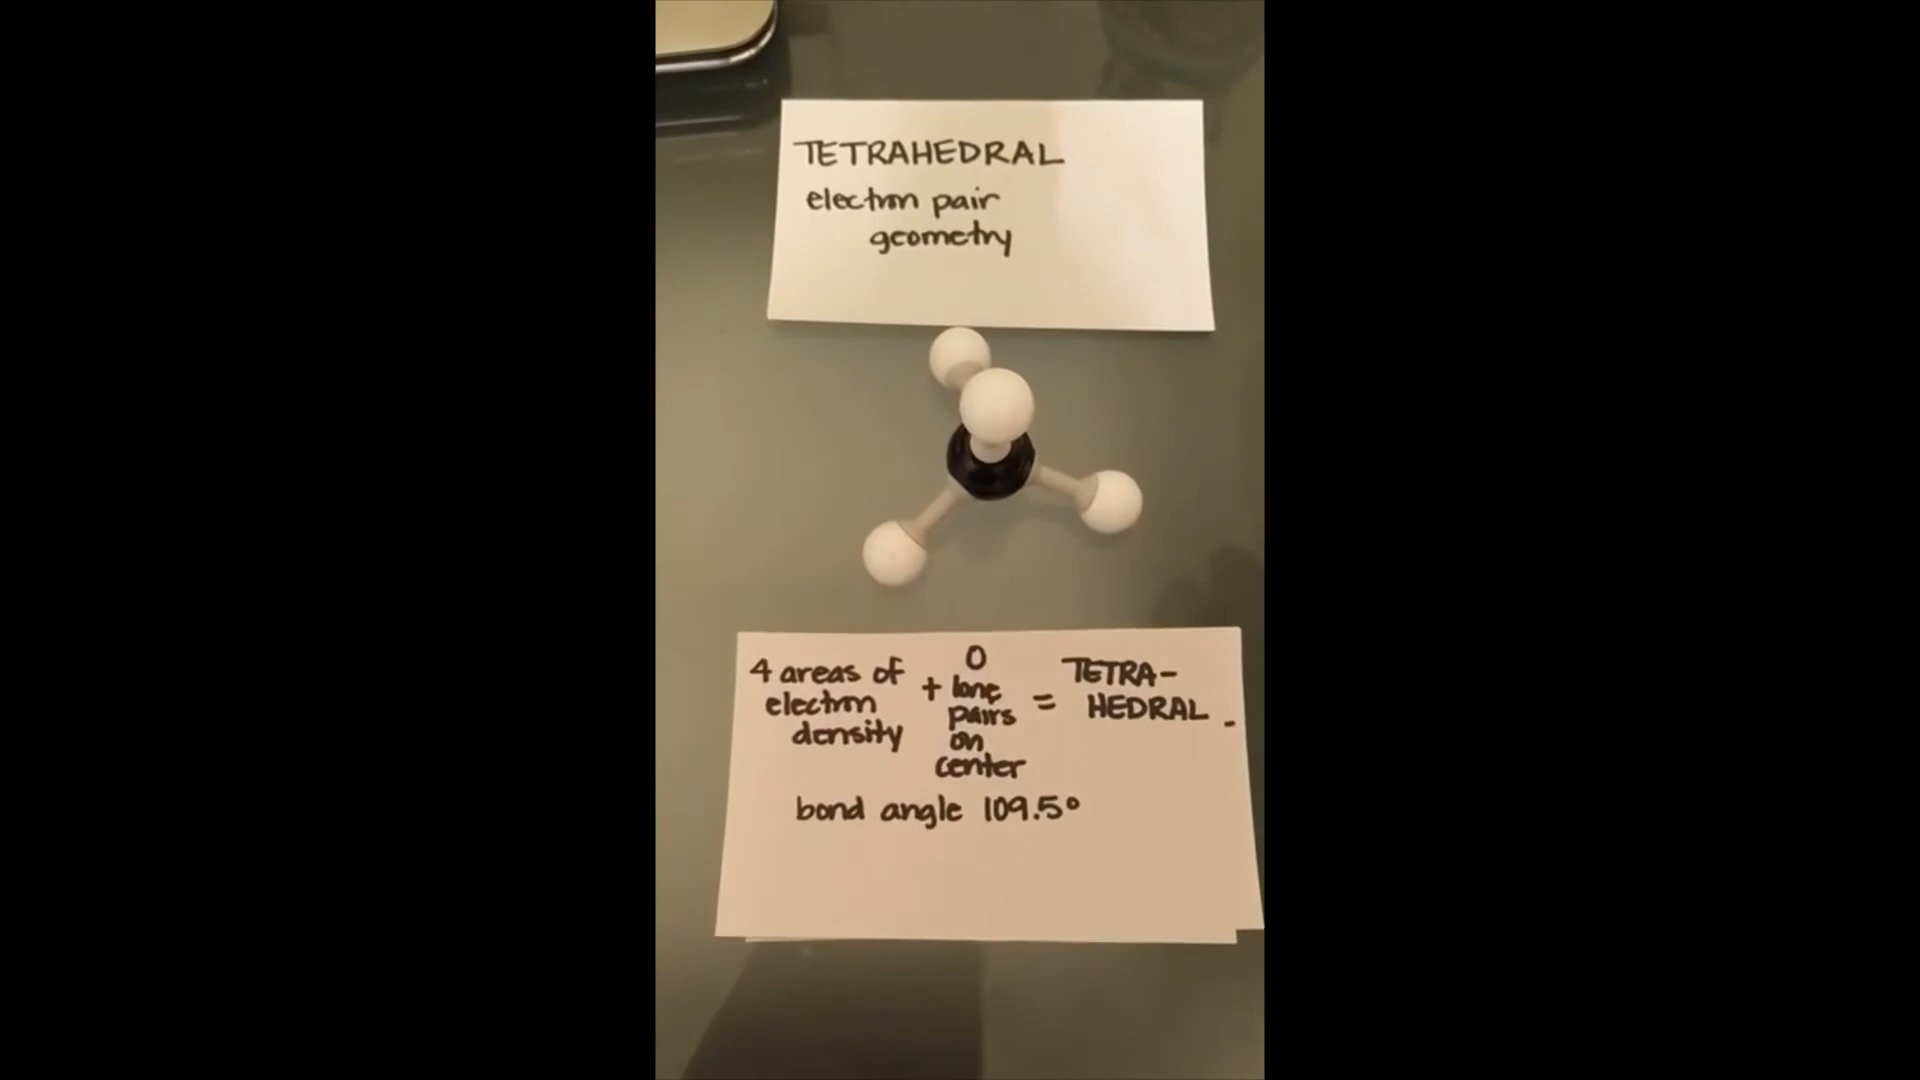 TETRAHEDRAL
electron pair
geometry
4 areas of
electron
density
+
0
lone
pairs
on
center
=
TETRA-
HEDRAL
bond angle 109.5°